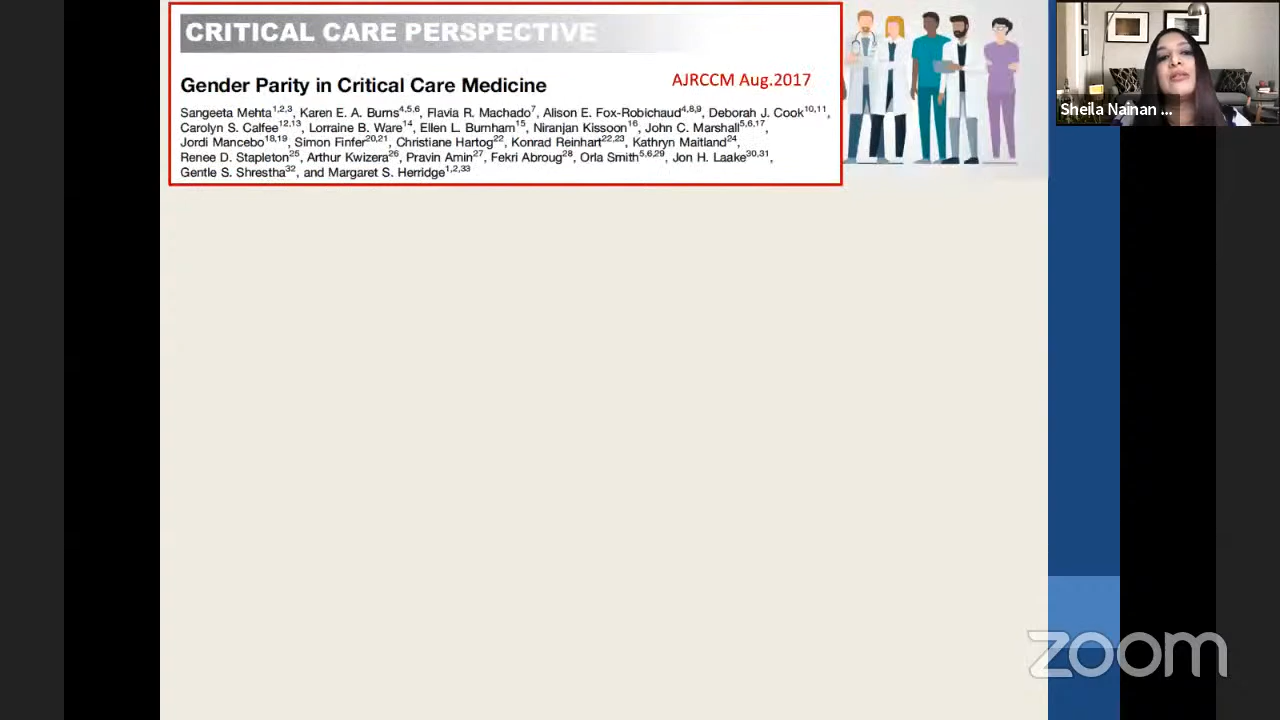 CRITICAL CARE PERSPECTIVE
Gender Parity in Critical Care Medicine
AJRCCM Aug.2017
Sangeeta Mehta1,2,3, Karen E. A. Burns4,5,6, Flavia R. Machado7, Alison E. Fox-Robichaud4,8,9, Deborah J. Cook10,11,
Carolyn S. Calfee12,13, Lorraine B. Ware14, Ellen L. Burnham15, Niranjan Kissoon16, John C. Marshall5,6,17,
Jordi Mancebo18,19, Simon Finfer20,21, Christiane Hartog22, Konrad Reinhart22,23, Kathryn Maitland24,
Renee D. Stapleton25, Arthur Kwizera26, Pravin Amin27, Fekri Abroug28, Orla Smith5,6,29, Jon H. Laake30,31,
Gentle S. Shrestha32, and Margaret S. Herridge1,2,33
Sheila Nainan ...
zoom